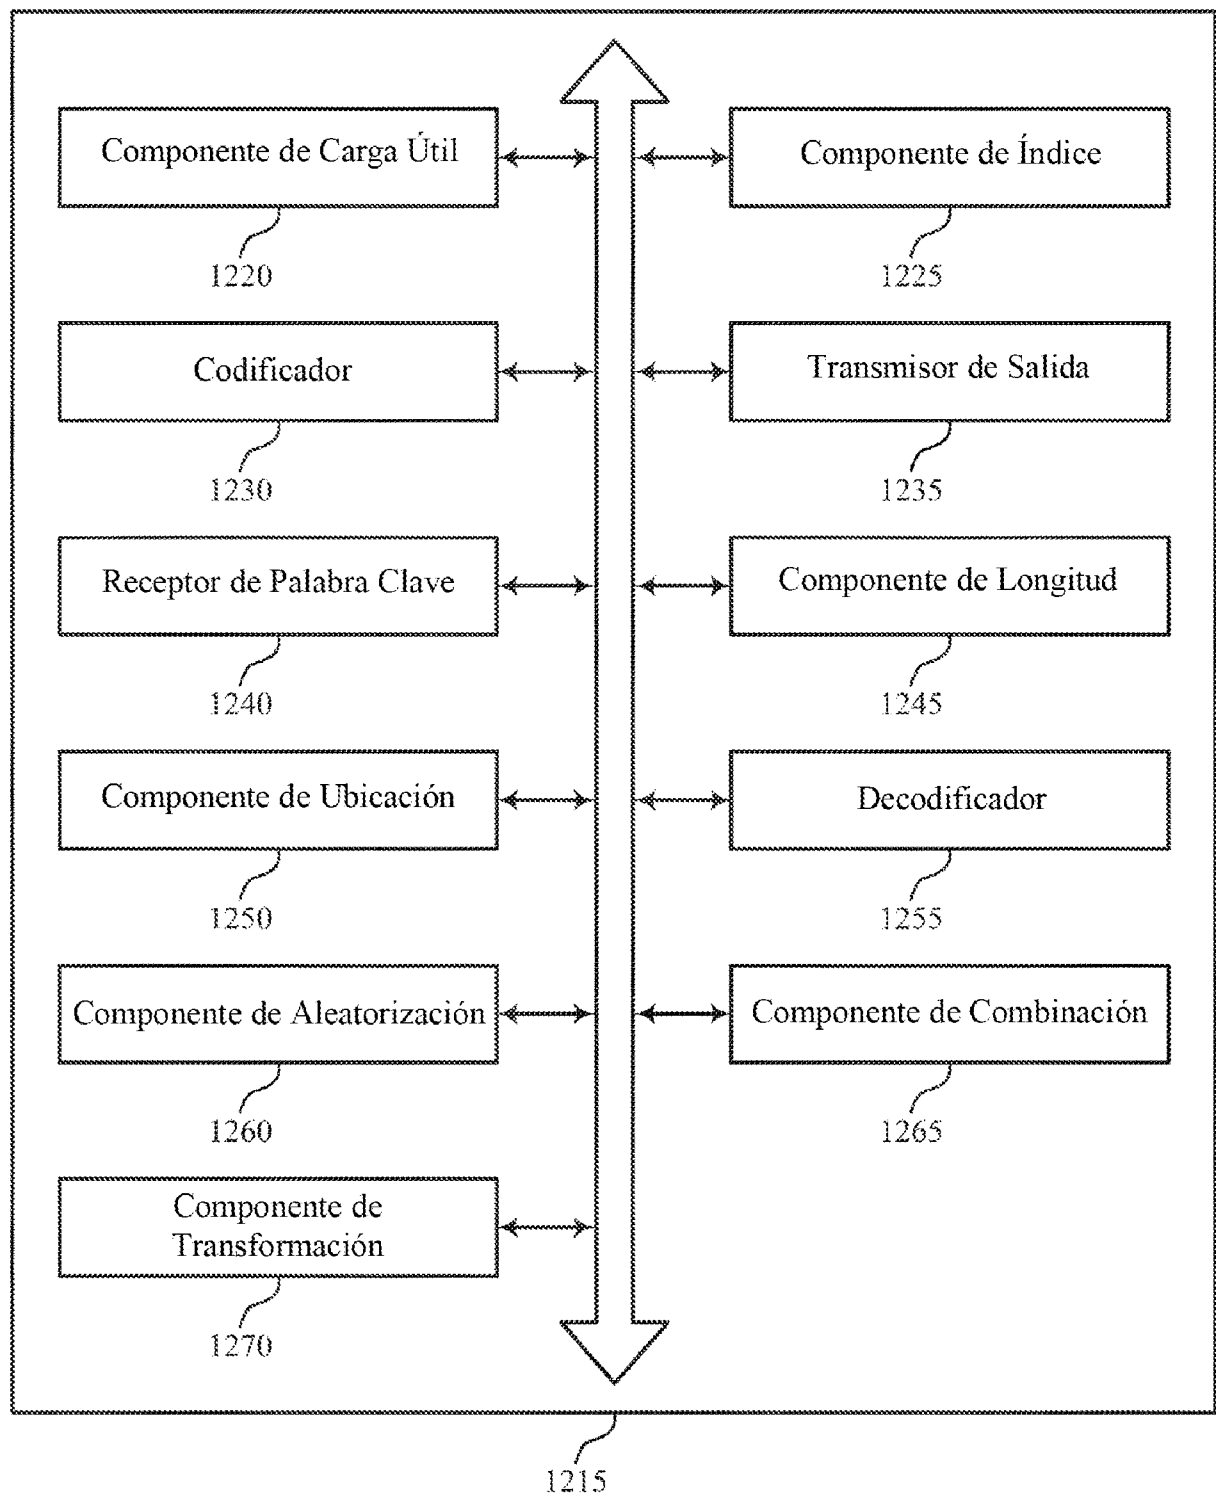 Componente de Carga Útil
1220
Componente de Índice
1225
Codificador
1230
Transmisor de Salida
1235
Receptor de Palabra Clave
1240
Componente de Longitud
1245
Componente de Ubicación
1250
Decodificador
1255
Componente de Aleatorización
1260
Componente de Combinación
1265
Componente de
Transformación
1270
1215